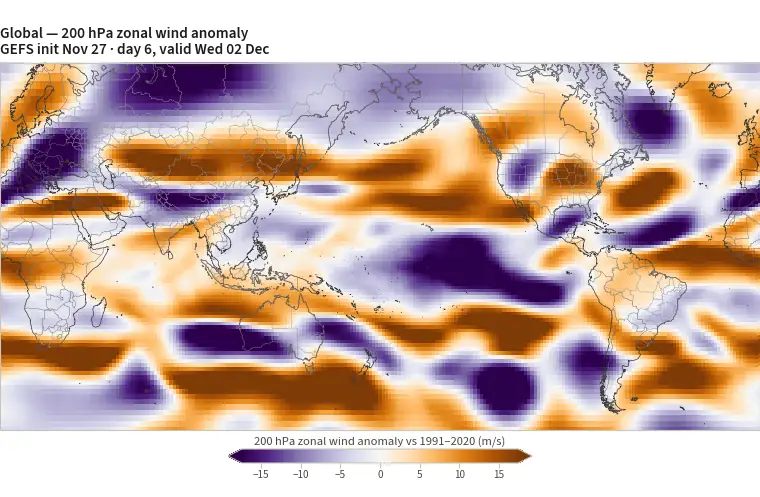 Global — 200 hPa zonal wind anomaly
GEFS init Nov 27 · day 6, valid Wed 02 Dec
200 hPa zonal wind anomaly vs 1991–2020 (m/s)
−15 −10 −5 0 5 10 15